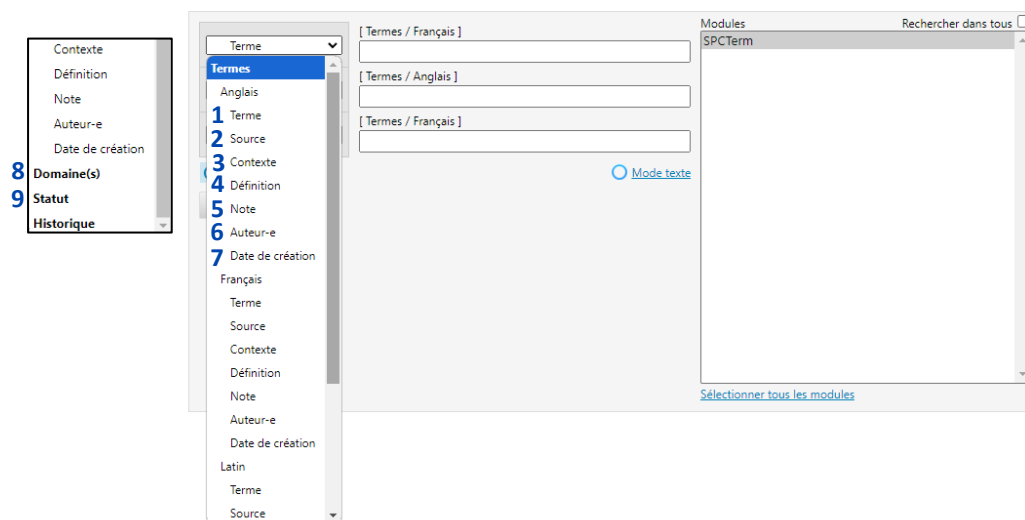 Contexte
Définition
Note
Auteur-e
Date de création
8 Domaine(s)
9 Statut
Historique
Terme
Termes
Anglais
1 Terme
2 Source
3 Contexte
4 Définition
5 Note
6 Auteur-e
7 Date de création
Français
Terme
Source
Contexte
Définition
Note
Auteur-e
Date de création
Latin
Terme
Source
[ Termes / Français ]
[ Termes / Anglais ]
[ Termes / Français ]
Mode texte
Modules
Rechercher dans tous
SPCTerm
Sélectionner tous les modules